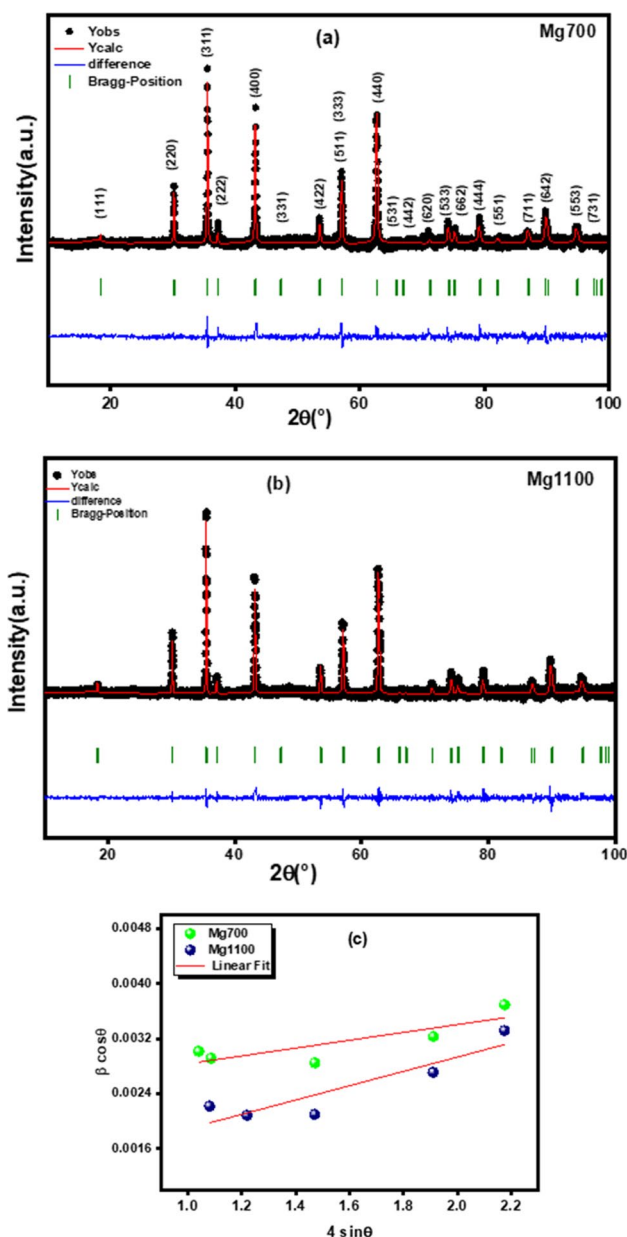 (a)
Mg700
Yobs
Ycalc
difference
Bragg-Position
(111)
(220)
(311)
(222)
(400)
(331)
(422)
(511) (333)
(440)
(531)
(442)
(620)
(533)
(662)
(444)
(551)
(711)
(642)
(553)
(731)
Intensity(a.u.)
20 40 60 80 100
2θ(°)
(b)
Mg1100
Yobs
Ycalc
difference
Bragg-Position
Intensity(a.u.)
20 40 60 80 100
2θ(°)
(c)
Mg700
Mg1100
Linear Fit
0.0048
0.0040
0.0032
0.0024
0.0016
β cosθ
1.0 1.2 1.4 1.6 1.8 2.0 2.2
4 sinθ